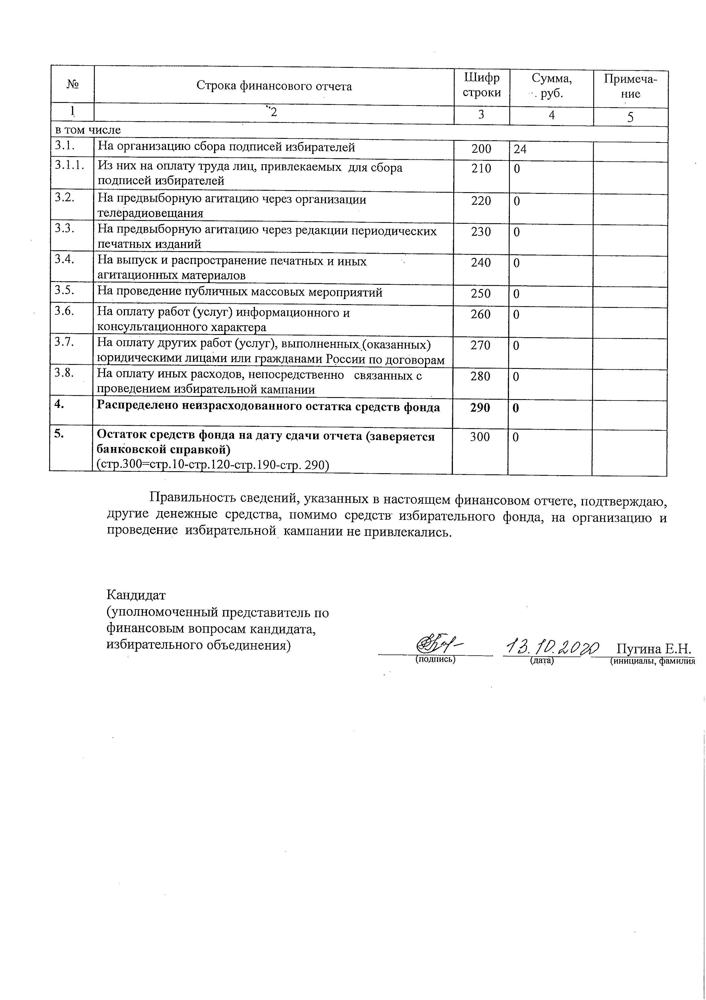 № Строка финансового отчета Шифр строки Сумма, руб. Примеча-ние
1 2 3 4 5
в том числе
3.1. На организацию сбора подписей избирателей 200 24
3.1.1. Из них на оплату труда лиц, привлекаемых для сбора 210 0
подписей избирателей
3.2. На предвыборную агитацию через организации 220 0
телерадиовещания
3.3. На предвыборную агитацию через редакции периодических 230 0
печатных изданий
3.4. На выпуск и распространение печатных и иных 240 0
агитационных материалов
3.5. На проведение публичных массовых мероприятий 250 0
3.6. На оплату работ (услуг) информационного и 260 0
консультационного характера
3.7. На оплату других работ (услуг), выполненных (оказанных) 270 0
юридическими лицами или гражданами России по договорам
3.8. На оплату иных расходов, непосредственно связанных с 280 0
проведением избирательной кампании
4. Распределено неизрасходованного остатка средств фонда 290 0
5. Остаток средств фонда на дату сдачи отчета (заверяется 300 0
банковской справкой)
(стр.300=стр.10-стр.120-стр.190-стр. 290)
Правильность сведений, указанных в настоящем финансовом отчете, подтверждаю,
другие денежные средства, помимо средств избирательного фонда, на организацию и
проведение избирательной кампании не привлекались.
Кандидат
(уполномоченный представитель по
финансовым вопросам кандидата,
избирательного объединения)
13.10.2020 Пугина Е.Н.
(подпись) (дата) (инициалы, фамилия